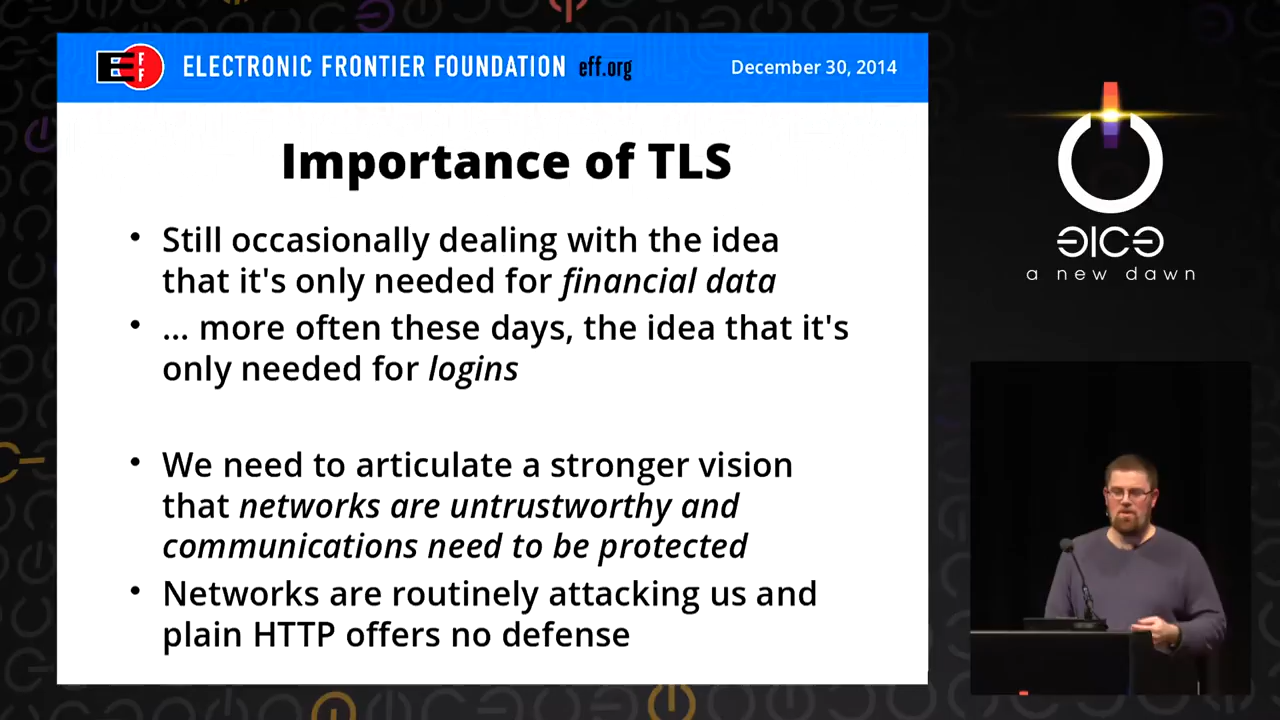 EFF ELECTRONIC FRONTIER FOUNDATION eff.org December 30, 2014
Importance of TLS
• Still occasionally dealing with the idea
that it's only needed for financial data
• ... more often these days, the idea that it's
only needed for logins
• We need to articulate a stronger vision
that networks are untrustworthy and
communications need to be protected
• Networks are routinely attacking us and
plain HTTP offers no defense
a new dawn